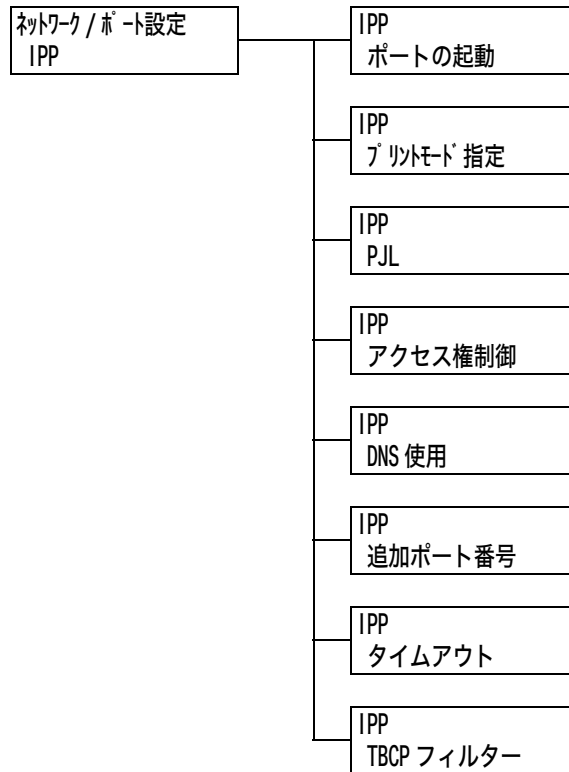 ﾈｯﾄﾜｰｸ / ﾎﾟｰﾄ設定
IPP
IPP
ポートの起動
IPP
ﾌﾟﾘﾝﾄﾓｰﾄﾞ指定
IPP
PJL
IPP
アクセス権制御
IPP
DNS 使用
IPP
追加ポート番号
IPP
タイムアウト
IPP
TBCP フィルター